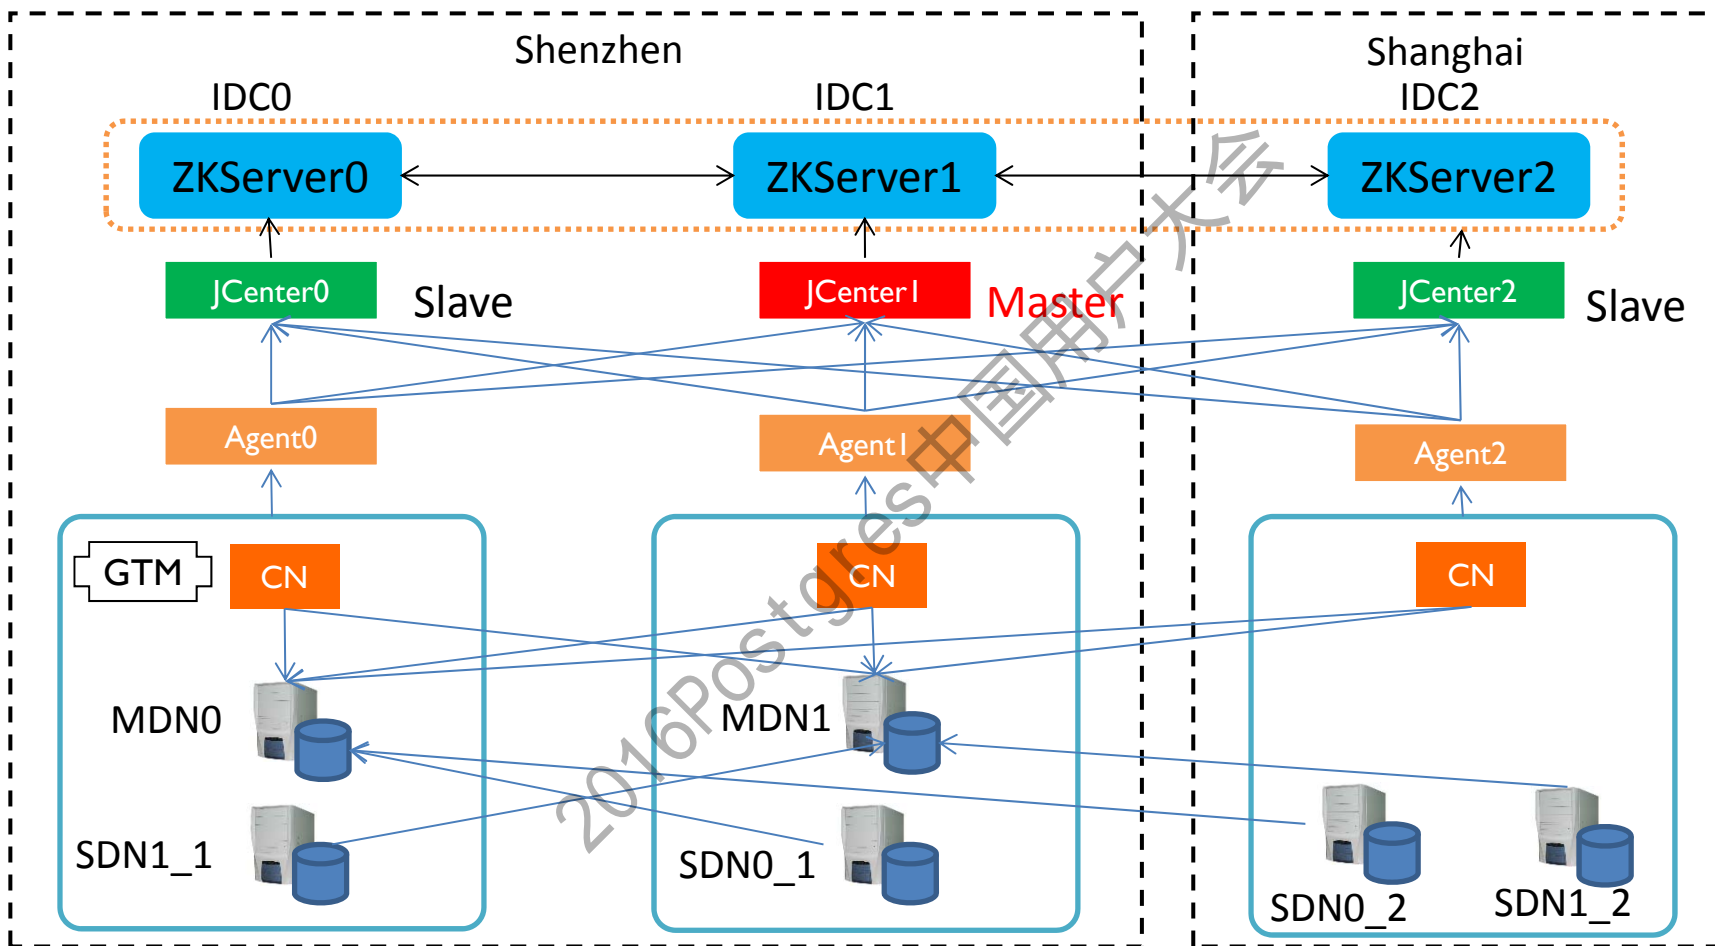 Shenzhen
Shanghai
IDC0
IDC1
IDC2
ZKServer0
ZKServer1
ZKServer2
JCenter0
Slave
JCenter1
Master
JCenter2
Slave
Agent0
Agent1
Agent2
GTM
CN
CN
CN
MDN0
MDN1
SDN1_1
SDN0_1
SDN0_2
SDN1_2
2016Postgres中国用户大会